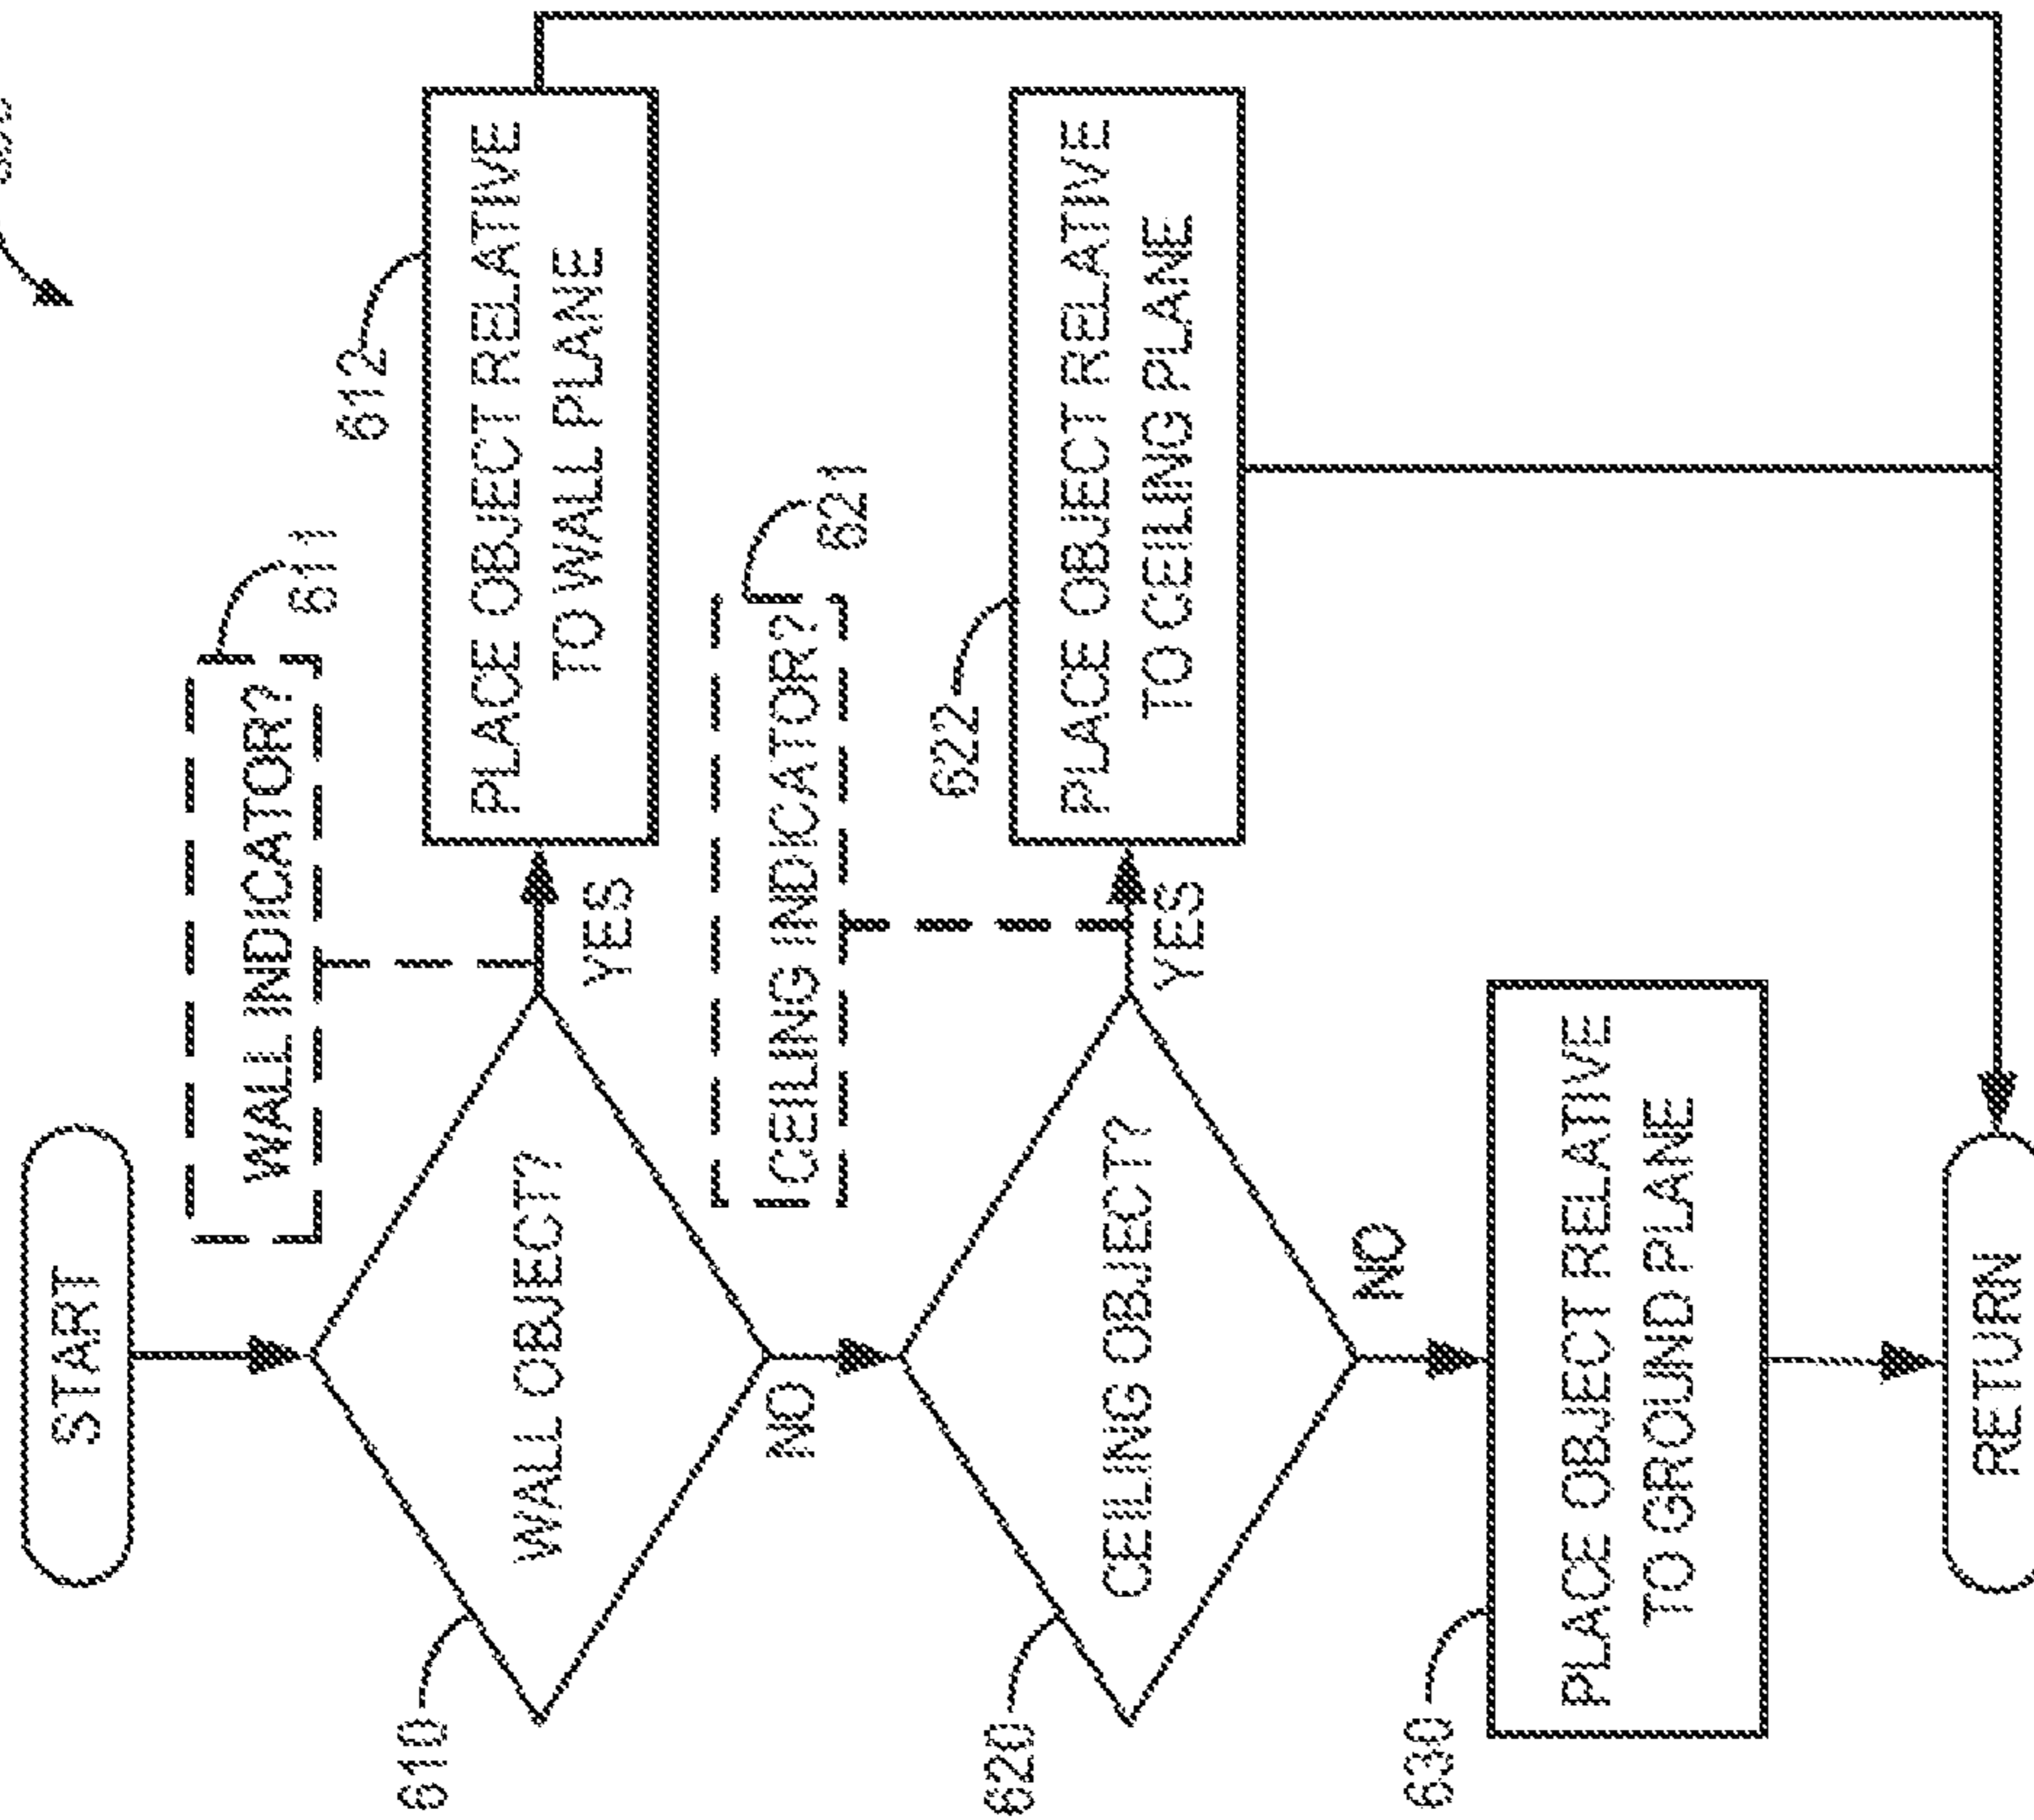 START
WALL INDICATOR?
611
610
WALL OBJECT?
YES
612
PLACE OBJECT RELATIVE
TO WALL PLANE
NO
CEILING INDICATOR?
621
620
CEILING OBJECT?
YES
622
PLACE OBJECT RELATIVE
TO CEILING PLANE
NO
630
PLACE OBJECT RELATIVE
TO GROUND PLANE
RETURN